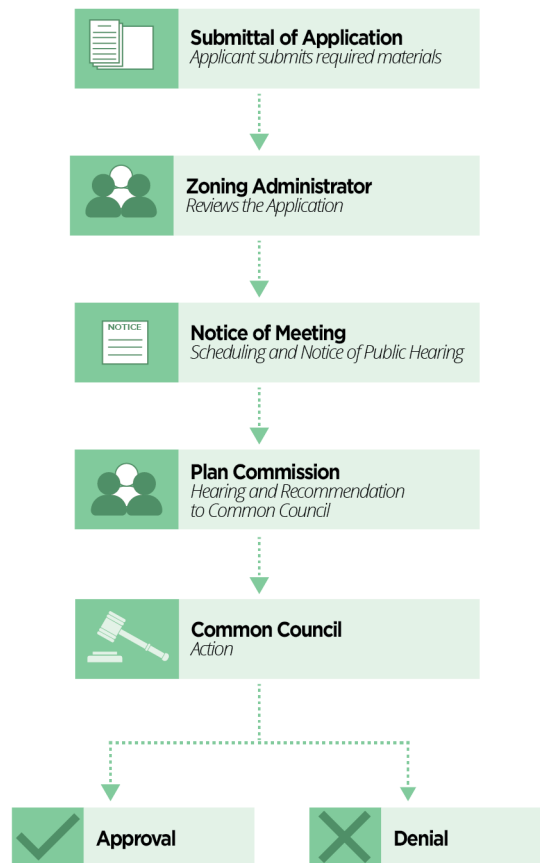 Submittal of Application
Applicant submits required materials
Zoning Administrator
Reviews the Application
NOTICE
Notice of Meeting
Scheduling and Notice of Public Hearing
Plan Commission
Hearing and Recommendation
to Common Council
Common Council
Action
Approval
Denial